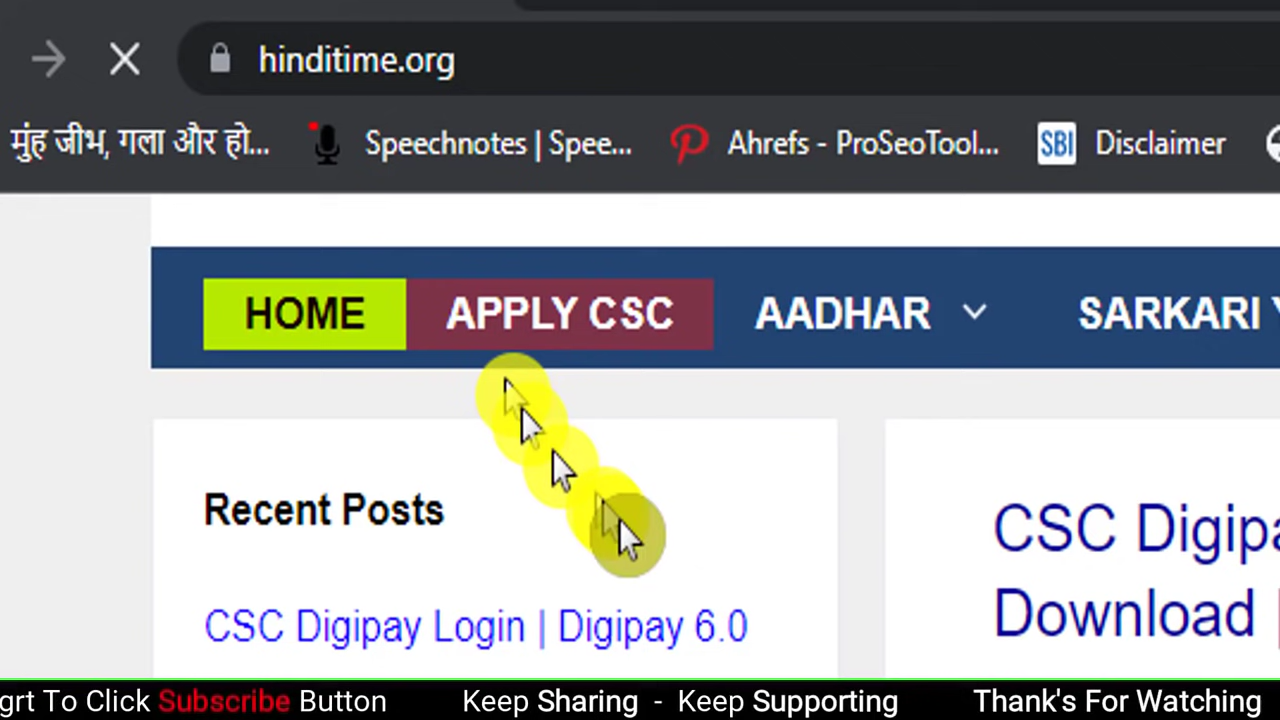 hinditime.org
मुंह जीभ, गला और हो... Speechnotes | Spee... Ahrefs - ProSeoTool... SBI Disclaimer
HOME APPLY CSC AADHAR SARKARI
Recent Posts
CSC Digipay Login | Digipay 6.0
CSC Digipa
Download |
grt To Click Subscribe Button Keep Sharing - Keep Supporting Thank's For Watching